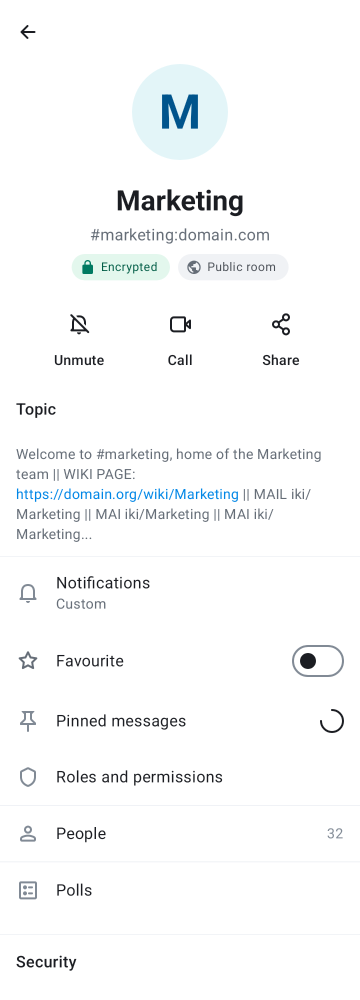 M
Marketing
#marketing:domain.com
Encrypted
Public room
Unmute
Call
Share
Topic
Welcome to #marketing, home of the Marketing
team || WIKI PAGE:
https://domain.org/wiki/Marketing || MAIL iki/
Marketing || MAI iki/Marketing || MAI iki/
Marketing...
Notifications
Custom
Favourite
Pinned messages
Roles and permissions
People
32
Polls
Security